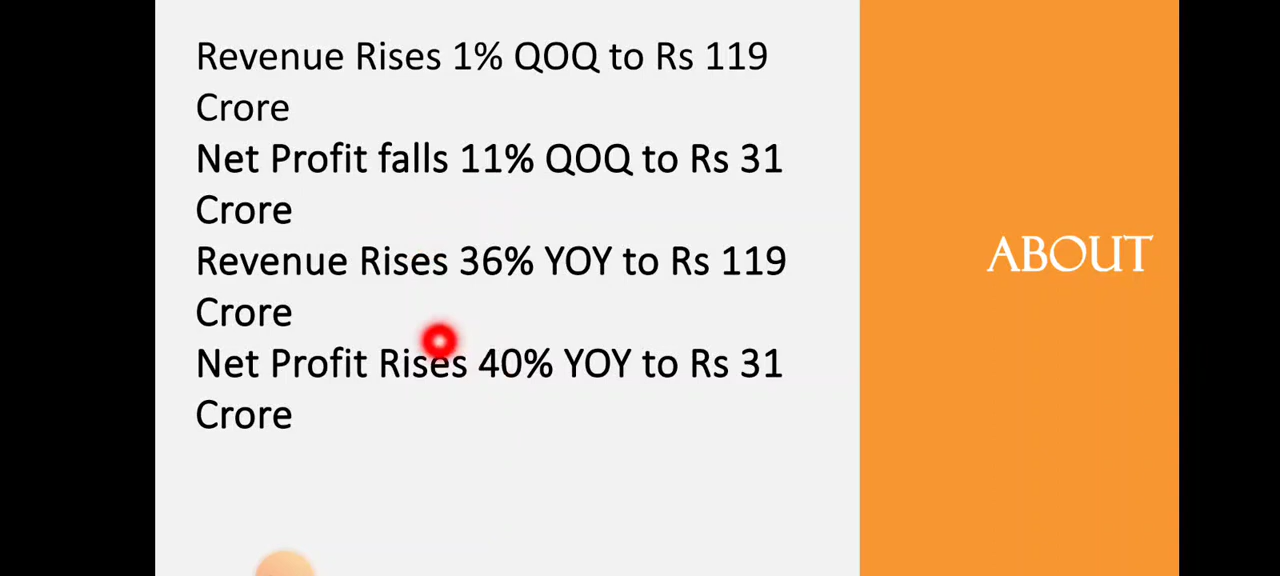 Revenue Rises 1% QOQ to Rs 119
Crore
Net Profit falls 11% QOQ to Rs 31
Crore
Revenue Rises 36% YOY to Rs 119
Crore
Net Profit Rises 40% YOY to Rs 31
Crore
ABOUT